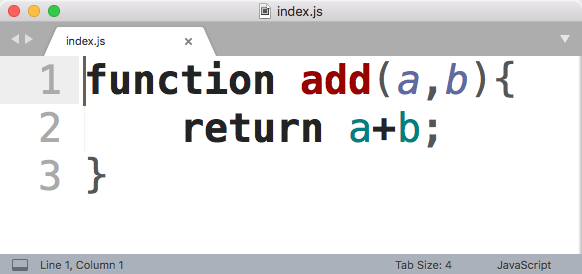 index.js
index.js
1 function add(a,b){
2     return a+b;
3 }
Line 1, Column 1 Tab Size: 4 JavaScript